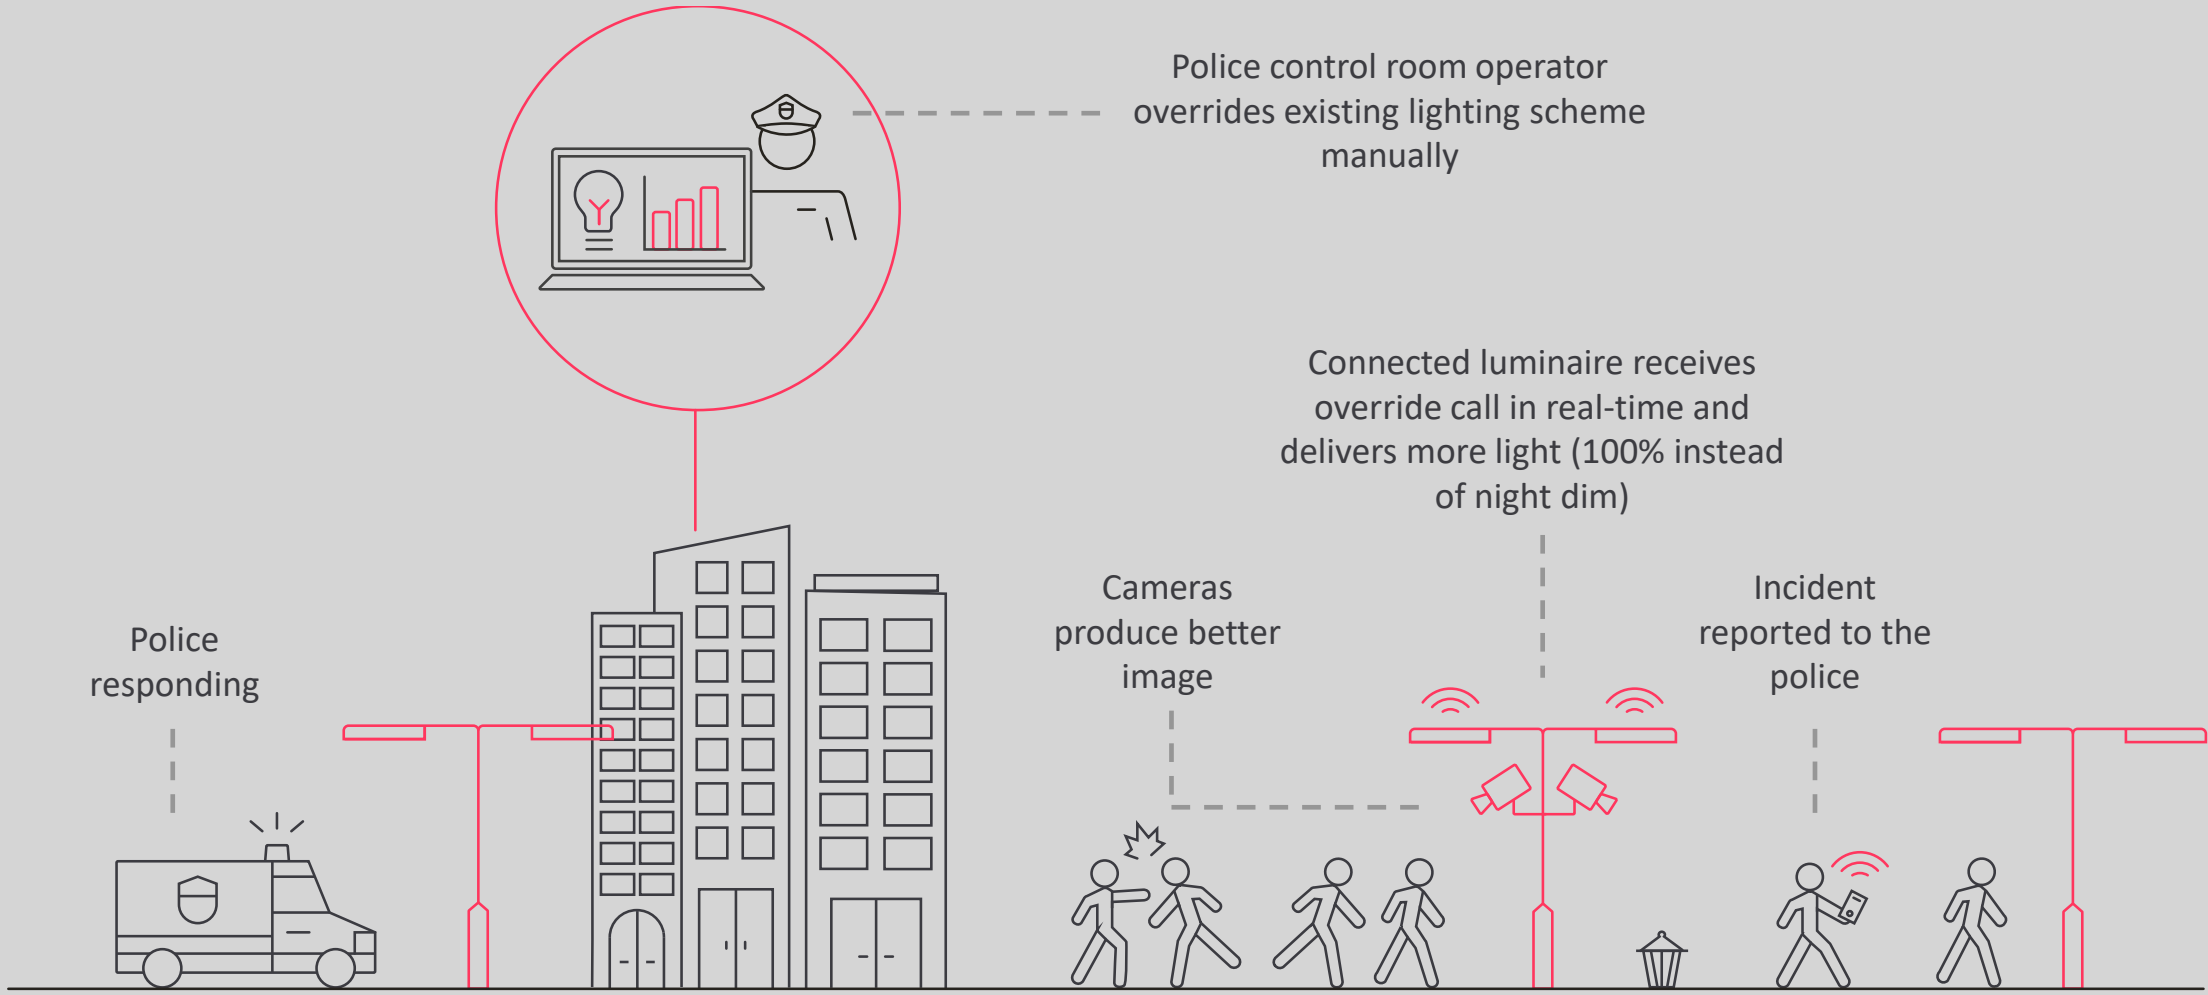 Police control room operator
overrides existing lighting scheme
manually
Connected luminaire receives
override call in real-time and
delivers more light (100% instead
of night dim)
Cameras
produce better
image
Incident
reported to the
police
Police
responding